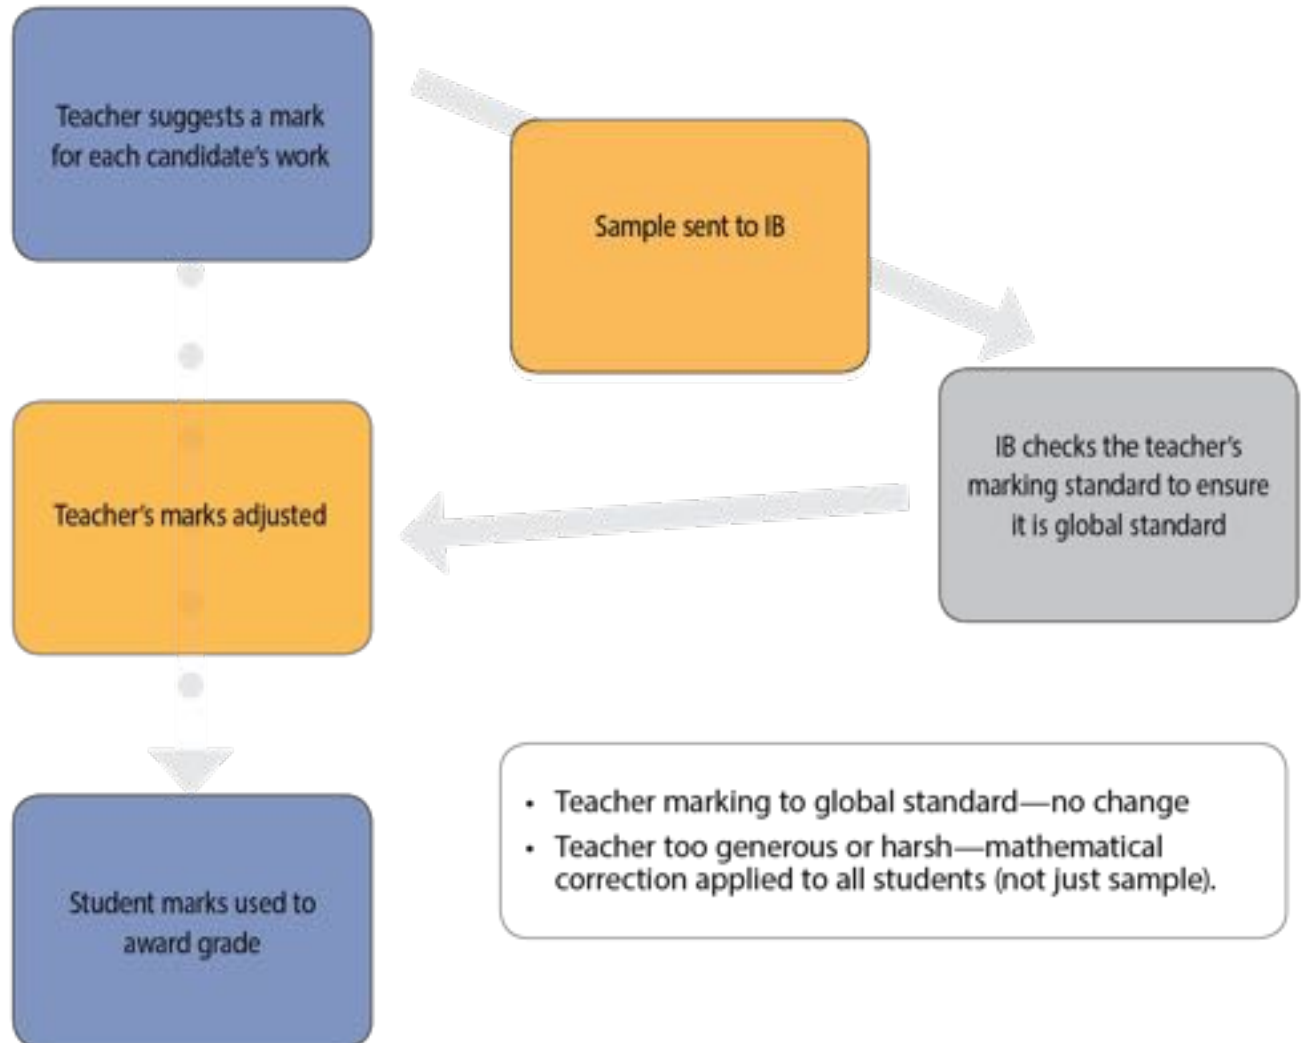 Teacher suggests a mark
for each candidate's work
Sample sent to IB
IB checks the teacher's
marking standard to ensure
it is global standard
Teacher's marks adjusted
• Teacher marking to global standard—no change
• Teacher too generous or harsh—mathematical
correction applied to all students (not just sample).
Student marks used to
award grade